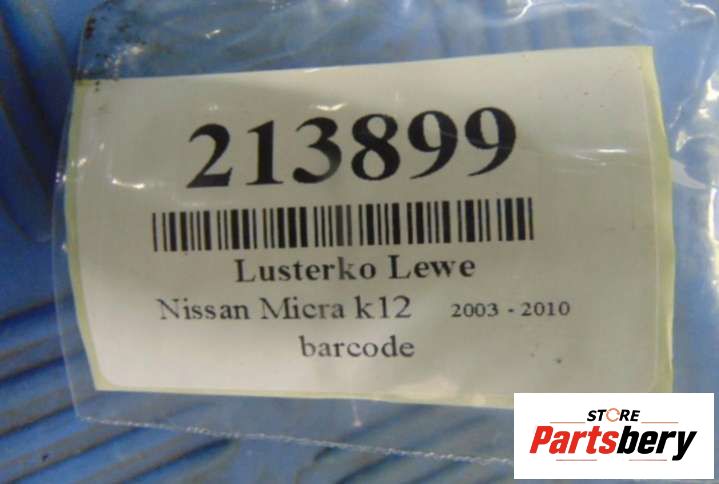 213899
Lusterko Lewe
Nissan Micra k12 2003 - 2010
barcode
STORE
Partsbery